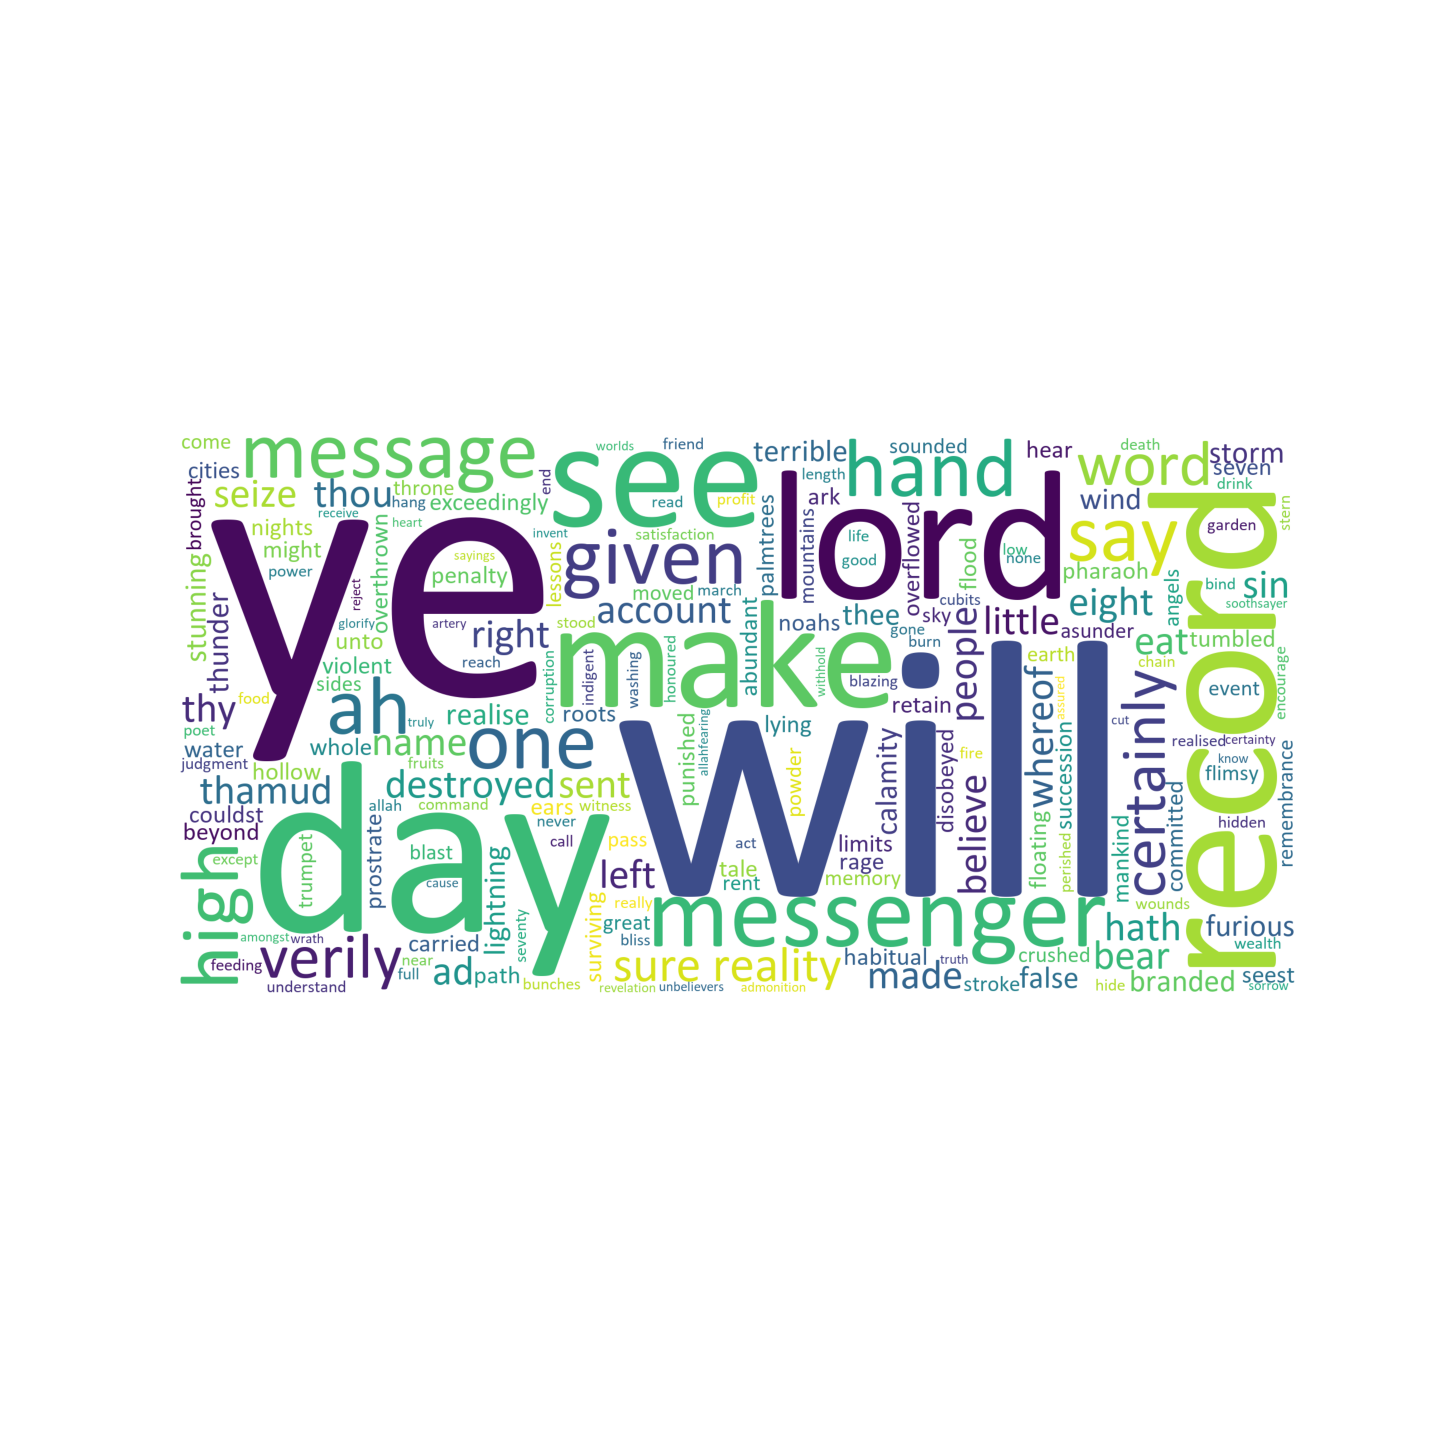 come
message
see
worlds
friend
terrible
hand
sounded
hear
word
death
storm
cities
seize
thou
throne
hang
exceedingly
end
read
profit
length
ark
lord
wind
seven
drink
brought
nights
receive
heart
invent
satisfaction
palmtrees
mountains
life
good
overflowed
flood
low
none
say
garden
stern
stunning
might
power
reject
overthrown
sayings
penalty
lessons
given
moved
march
pharaoh
angels
bind
sin
soothsayer
thunder
ye
glorify
unto
artery
right
stood
account
abundant
noahs
thee
gone
sky
cubits
people
little
eight
asunder
eat
tumbled
record
violent
sides
reach
corruption
make
indigent
washing
honoured
withhold
burn
blazing
earth
chain
event
encourage
thy
food
poet
ah
truly
realise
roots
retain
whereof
assured
cut
certainly
realised
certainty
water
judgment
whole
name
fruits
one
lying
allahfearing
punished
will
calamity
disobeyed
fire
believe
floating
succession
know
flimsy
remembrance
hollow
thamud
couldst
beyond
allah
destroyed
command
sent
ears
witness
never
powder
limits
rage
memory
perished
mankind
committed
hidden
except
high
day
trumpet
prostrate
blast
cause
lightning
call
pass
left
act
tale
rent
wounds
amongst
wrath
feeding
verily
understand
carried
near
full
seventy
surviving
really
great
bliss
messenger
habitual
truth
crushed
hath
bear
furious
wealth
ad
path
bunches
sure reality
revelation
unbelievers
admonition
made
stroke
false
hide
branded
seest
sorrow